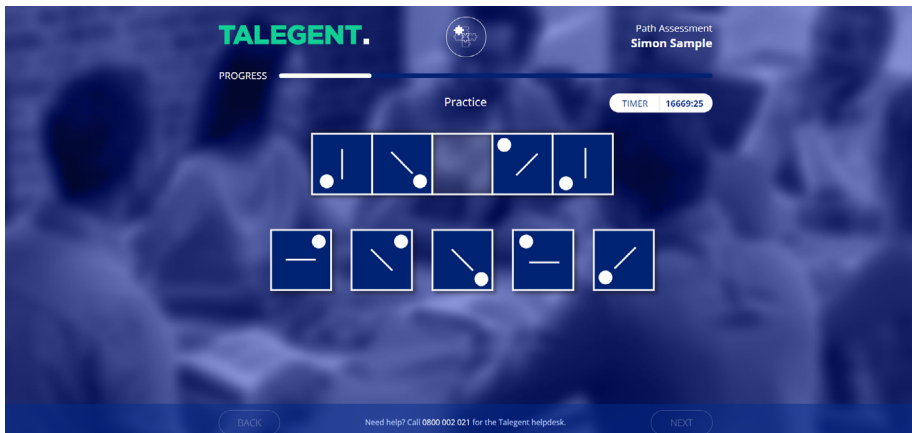 TALEGENT.
Path Assessment
Simon Sample
PROGRESS
Practice
TIMER 16669:25
BACK
Need help? Call 0800 002 021 for the Talegent helpdesk.
NEXT